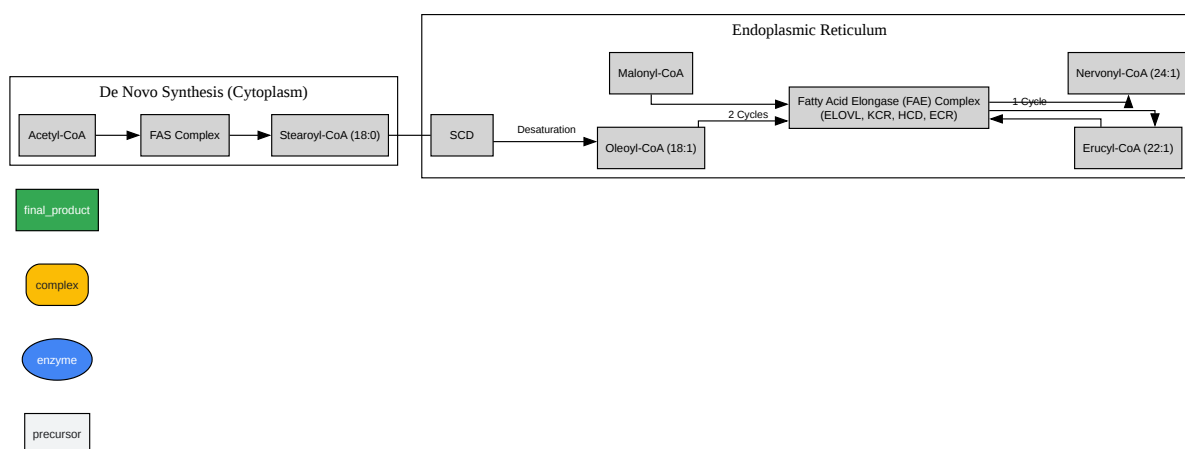 Endoplasmic Reticulum
De Novo Synthesis (Cytoplasm)
Acetyl-CoA
FAS Complex
Stearoyl-CoA (18:0)
SCD
Desaturation
Malonyl-CoA
Oleoyl-CoA (18:1)
2 Cycles
Fatty Acid Elongase (FAE) Complex
(ELOVL, KCR, HCD, ECR)
1 Cycle
Nervonyl-CoA (24:1)
Erucyl-CoA (22:1)
final_product
complex
enzyme
precursor